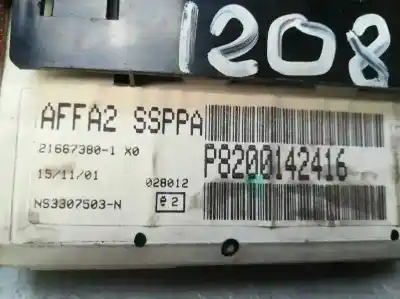 1208
AFFA2 SSPPA
21667380-1 X0
P8200142416
15/11/01
028012
NS3307503-N
e 2